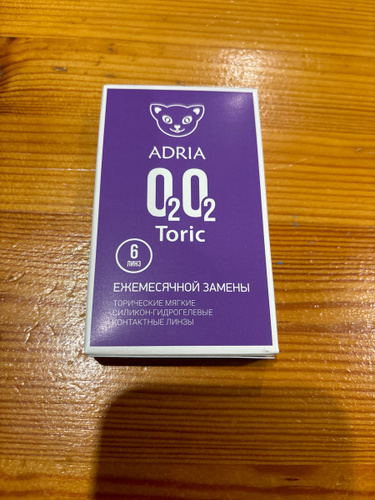 ADRIA
O2O2
Toric
6
ЛИНЗ
ЕЖЕМЕСЯЧНОЙ ЗАМЕНЫ
ТОРИЧЕСКИЕ МЯГКИЕ
СИЛИКОН-ГИДРОГЕЛЕВЫЕ
КОНТАКТНЫЕ ЛИНЗЫ